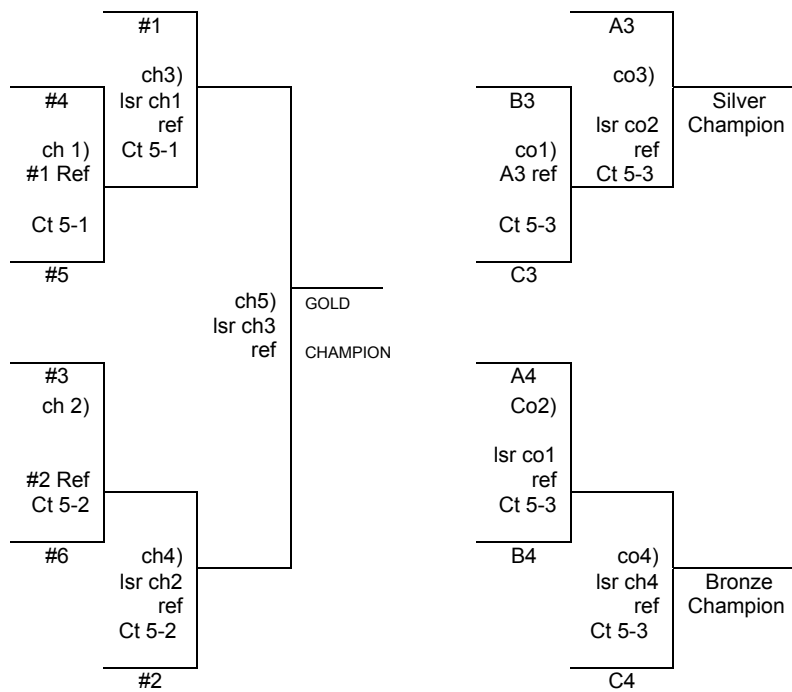 #1
ch3)
lsr ch1
ref
Ct 5-1
#4
ch 1)
#1 Ref
Ct 5-1
#5
ch5)
lsr ch3
ref
GOLD
CHAMPION
#3
ch 2)
#2 Ref
Ct 5-2
#6
ch4)
lsr ch2
ref
Ct 5-2
#2
A3
co3)
lsr co2
ref
Ct 5-3
B3
co1)
A3 ref
Ct 5-3
C3
Silver
Champion
A4
Co2)
lsr co1
ref
Ct 5-3
B4
co4)
lsr ch4
ref
Ct 5-3
C4
Bronze
Champion